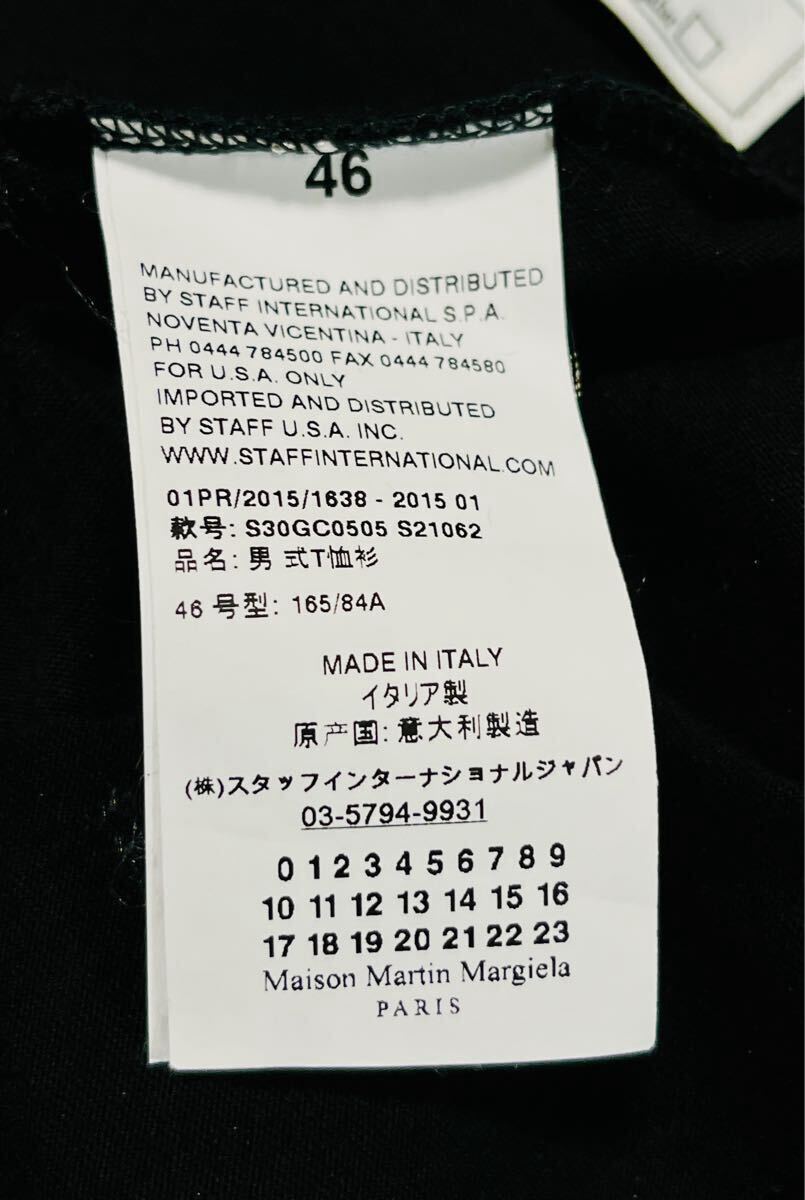 46
MANUFACTURED AND DISTRIBUTED
BY STAFF INTERNATIONAL S.P.A.
NOVENTA VICENTINA - ITALY
PH 0444 784500 FAX 0444 784580
FOR U.S.A. ONLY
IMPORTED AND DISTRIBUTED
BY STAFF U.S.A. INC.
WWW.STAFFINTERNATIONAL.COM
01PR/2015/1638 - 2015 01
款号: S30GC0505 S21062
品名: 男 式T恤衫
46 号型: 165/84A
MADE IN ITALY
イタリア製
原产国: 意大利製造
(株)スタッフインターナショナルジャパン
03-5794-9931
0 1 2 3 4 5 6 7 8 9
10 11 12 13 14 15 16
17 18 19 20 21 22 23
Maison Martin Margiela
PARIS